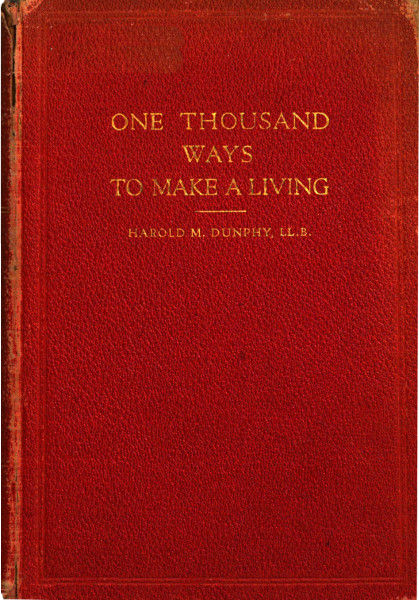 ONE THOUSAND
WAYS
TO MAKE A LIVING
HAROLD M. DUNPHY, LL.B.